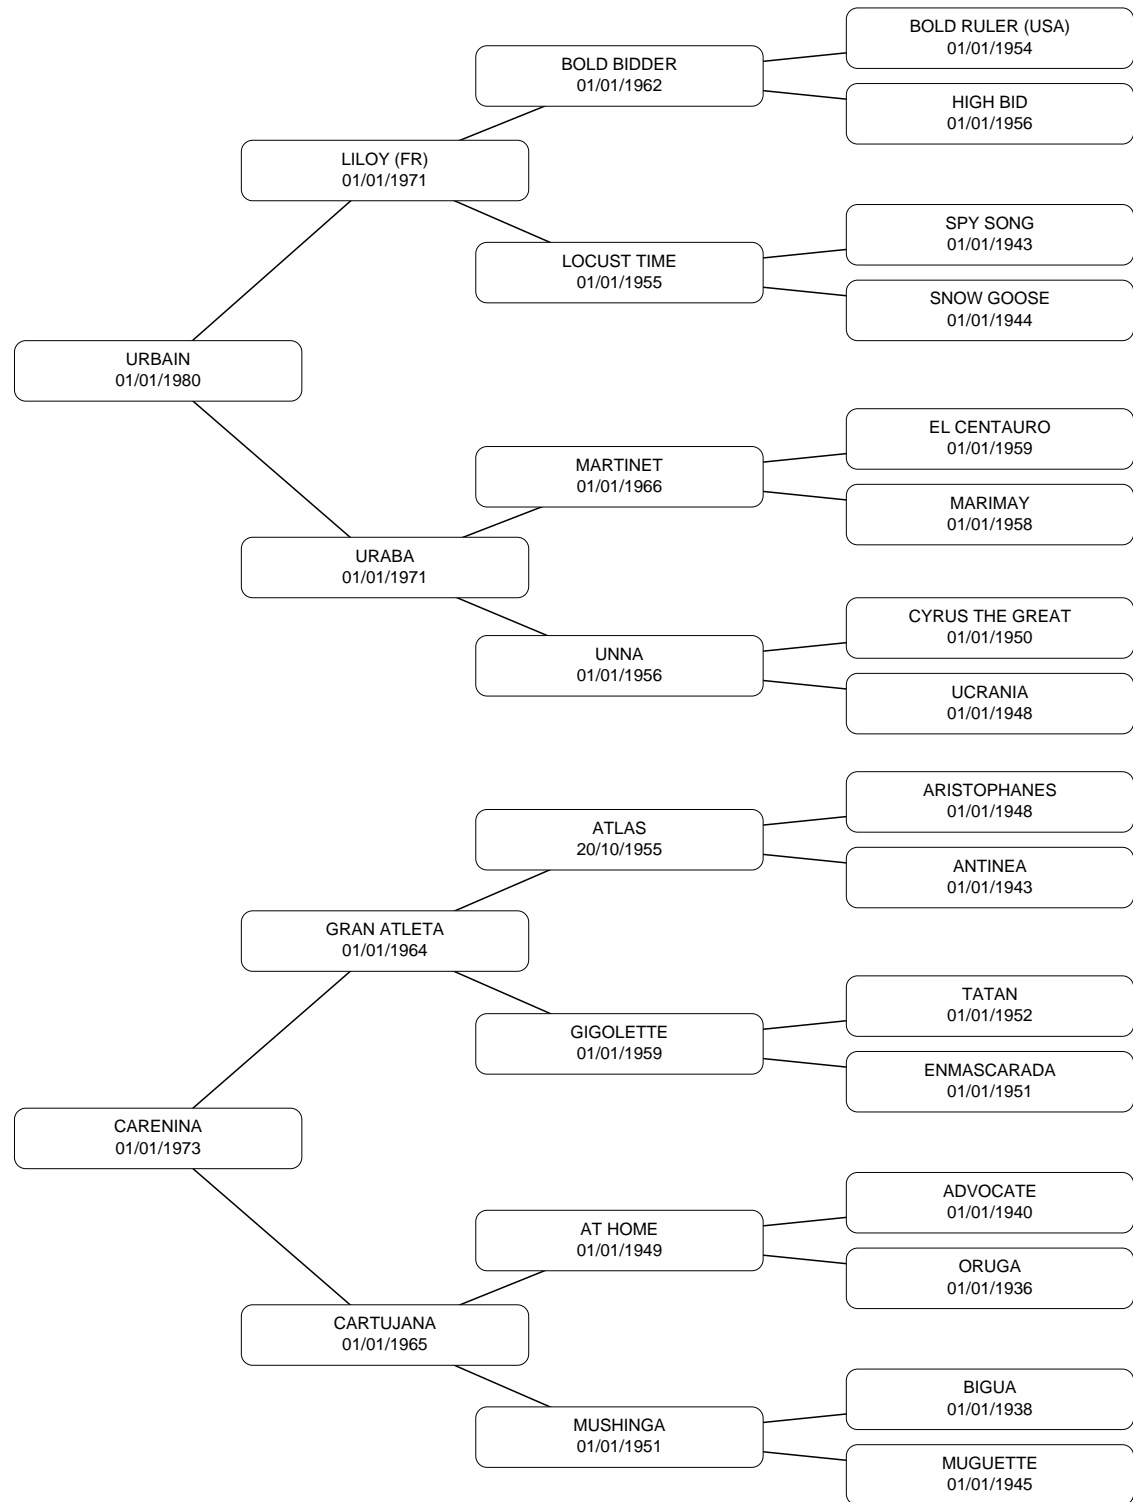 BOLD RULER (USA)
01/01/1954
BOLD BIDDER
01/01/1962
HIGH BID
01/01/1956
LILOY (FR)
01/01/1971
SPY SONG
01/01/1943
LOCUST TIME
01/01/1955
SNOW GOOSE
01/01/1944
URBAIN
01/01/1980
EL CENTAURO
01/01/1959
MARTINET
01/01/1966
MARIMAY
01/01/1958
URABA
01/01/1971
CYRUS THE GREAT
01/01/1950
UNNA
01/01/1956
UCRANIA
01/01/1948
ARISTOPHANES
01/01/1948
ATLAS
20/10/1955
ANTINEA
01/01/1943
GRAN ATLETA
01/01/1964
TATAN
01/01/1952
GIGOLETTE
01/01/1959
ENMASCARADA
01/01/1951
CARENINA
01/01/1973
ADVOCATE
01/01/1940
AT HOME
01/01/1949
ORUGA
01/01/1936
CARTUJANA
01/01/1965
BIGUA
01/01/1938
MUSHINGA
01/01/1951
MUGUETTE
01/01/1945